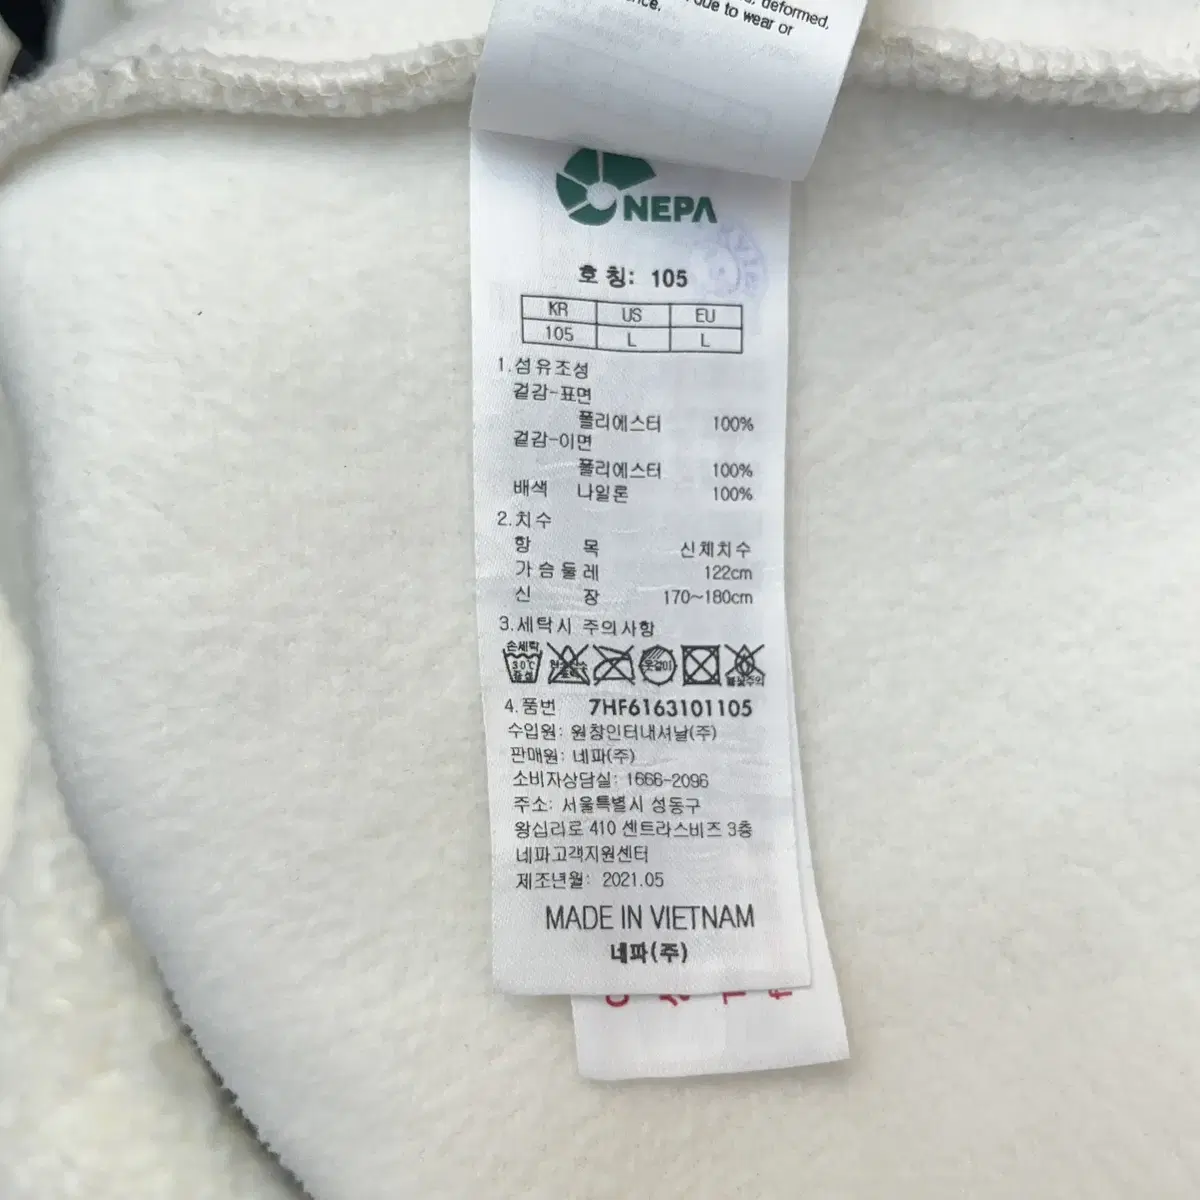 deformed,
due to wear or
NEPA
호 칭: 105
KR US EU
105 L L
1.섬유조성
겉감-표면
폴리에스터 100%
겉감-이면
폴리에스터 100%
배색 나일론 100%
2.치수
항 목 신체치수
가슴둘레 122cm
신 장 170~180cm
3.세탁시 주의사항
손세탁
30℃
중성
옷걸이
4.품번 7HF6163101105
수입원: 원창인터내셔날(주)
판매원: 네파(주)
소비자상담실: 1666-2096
주소: 서울특별시 성동구
왕십리로 410 센트라스비즈 3층
네파고객지원센터
제조년월: 2021.05
MADE IN VIETNAM
네파(주)